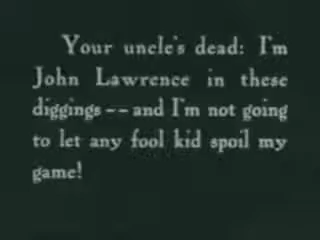 Your uncle's dead: I'm
John Lawrence in these
diggings -- and I'm not going
to let any fool kid spoil my
game!